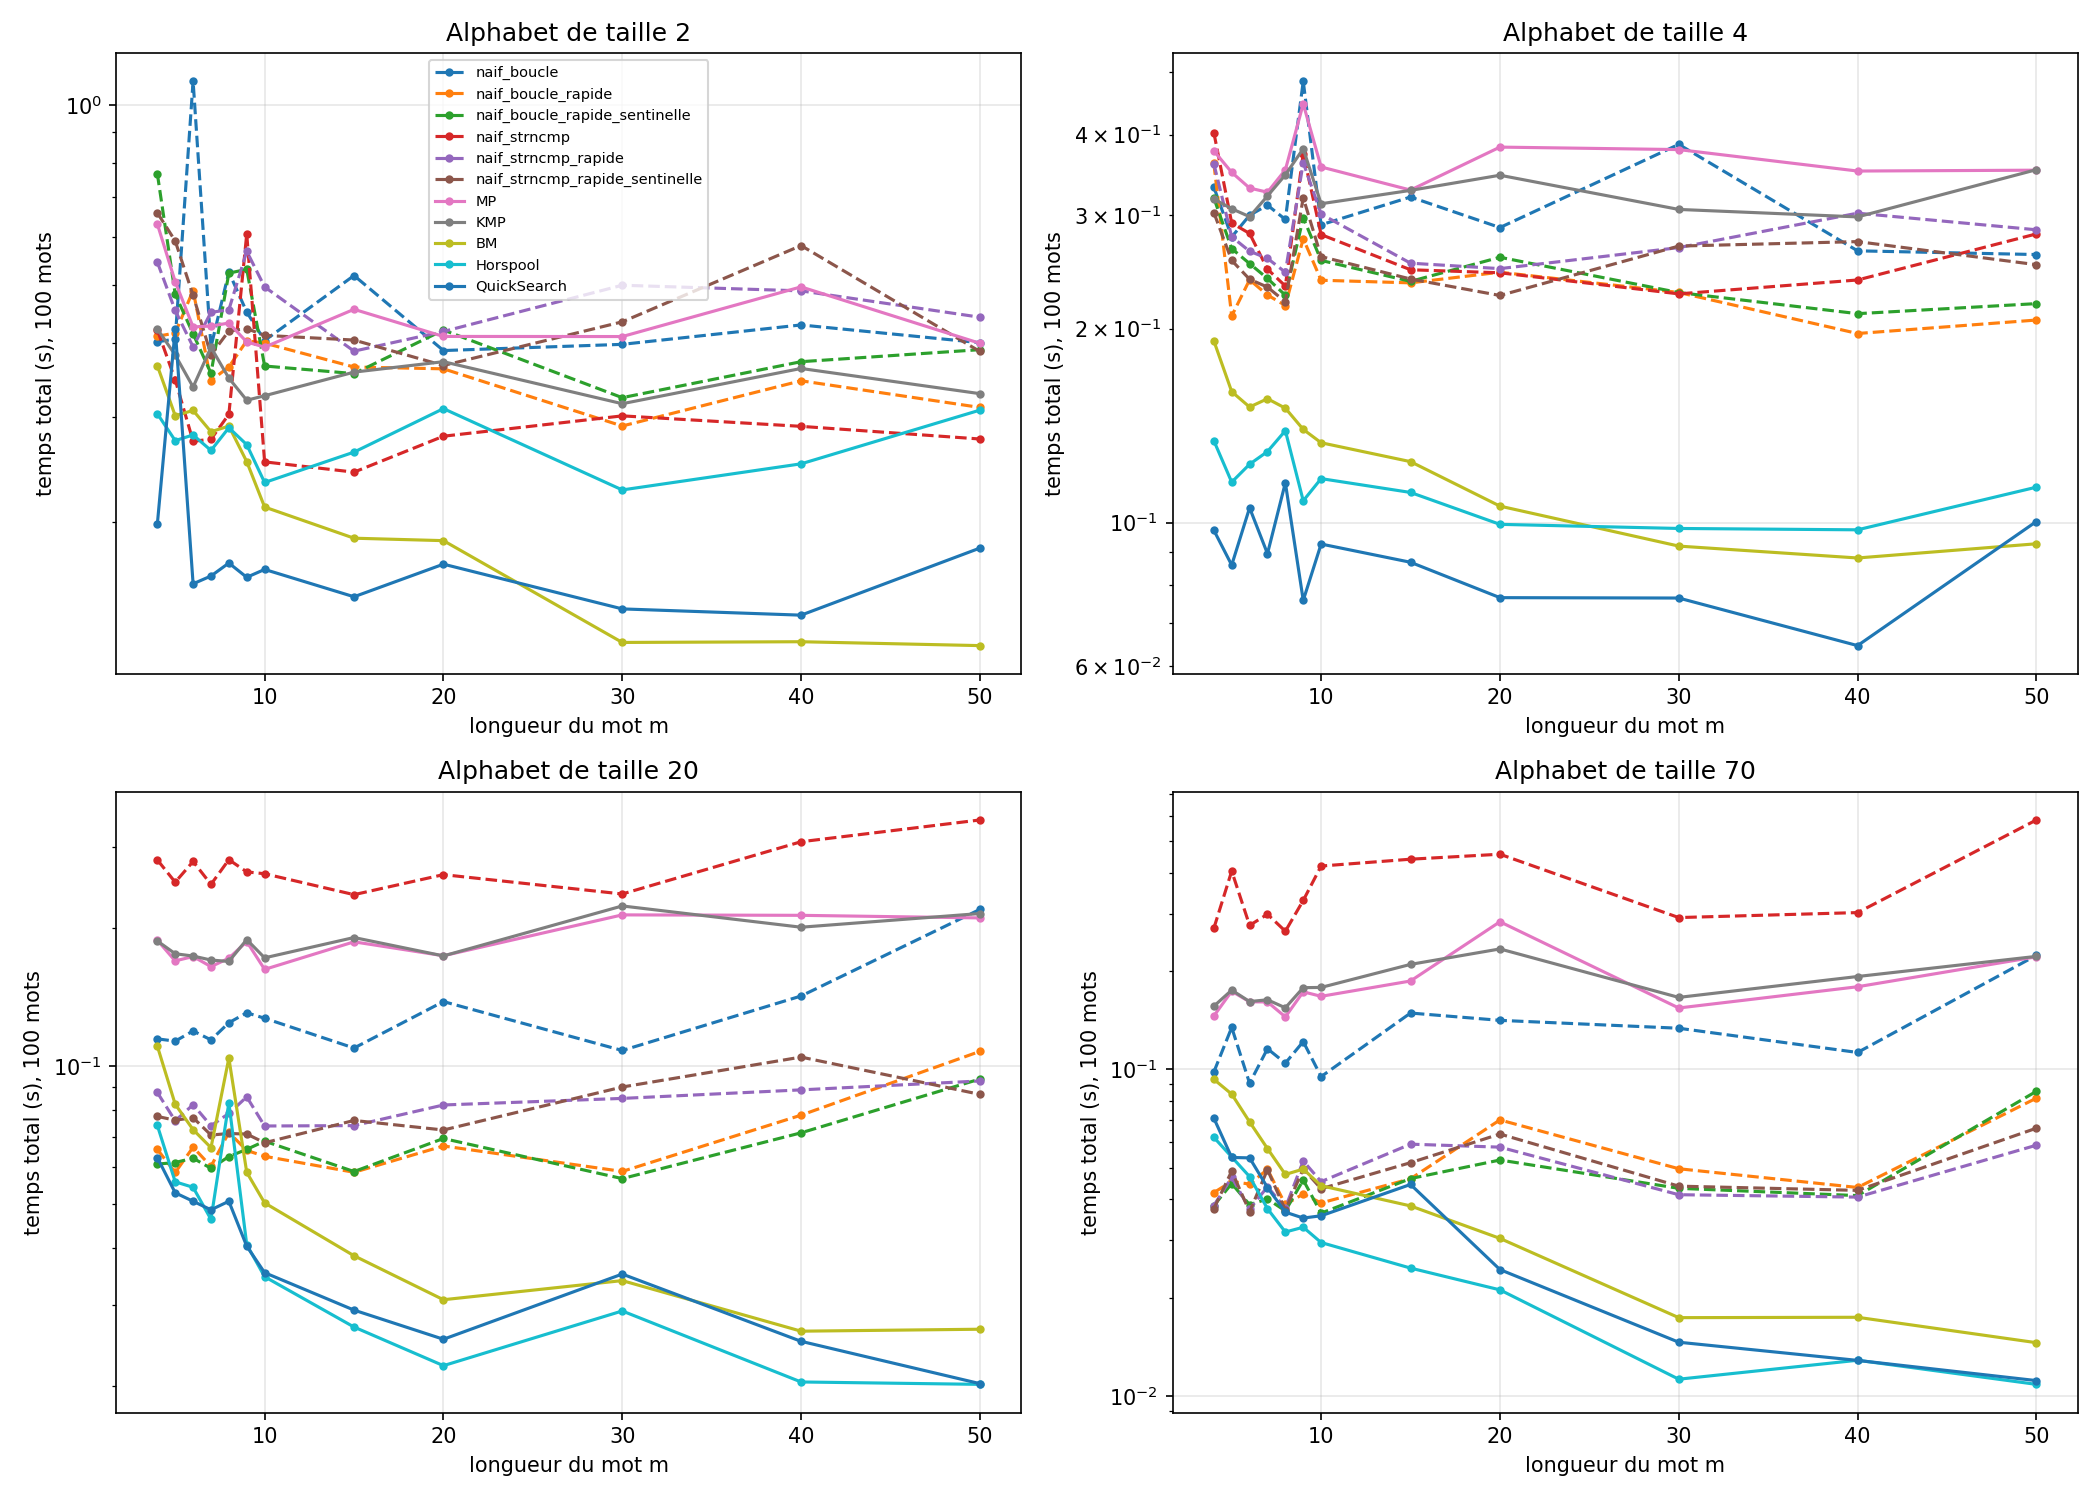 Alphabet de taille 2
temps total (s), 100 mots
10⁰
naif_boucle
naif_boucle_rapide
naif_boucle_rapide_sentinelle
naif_strncmp
naif_strncmp_rapide
naif_strncmp_rapide_sentinelle
MP
KMP
BM
Horspool
QuickSearch
10 20 30 40 50
longueur du mot m
Alphabet de taille 4
temps total (s), 100 mots
4 × 10⁻¹
3 × 10⁻¹
2 × 10⁻¹
10⁻¹
6 × 10⁻²
10 20 30 40 50
longueur du mot m
Alphabet de taille 20
temps total (s), 100 mots
10⁻¹
10 20 30 40 50
longueur du mot m
Alphabet de taille 70
temps total (s), 100 mots
10⁻¹
10⁻²
10 20 30 40 50
longueur du mot m